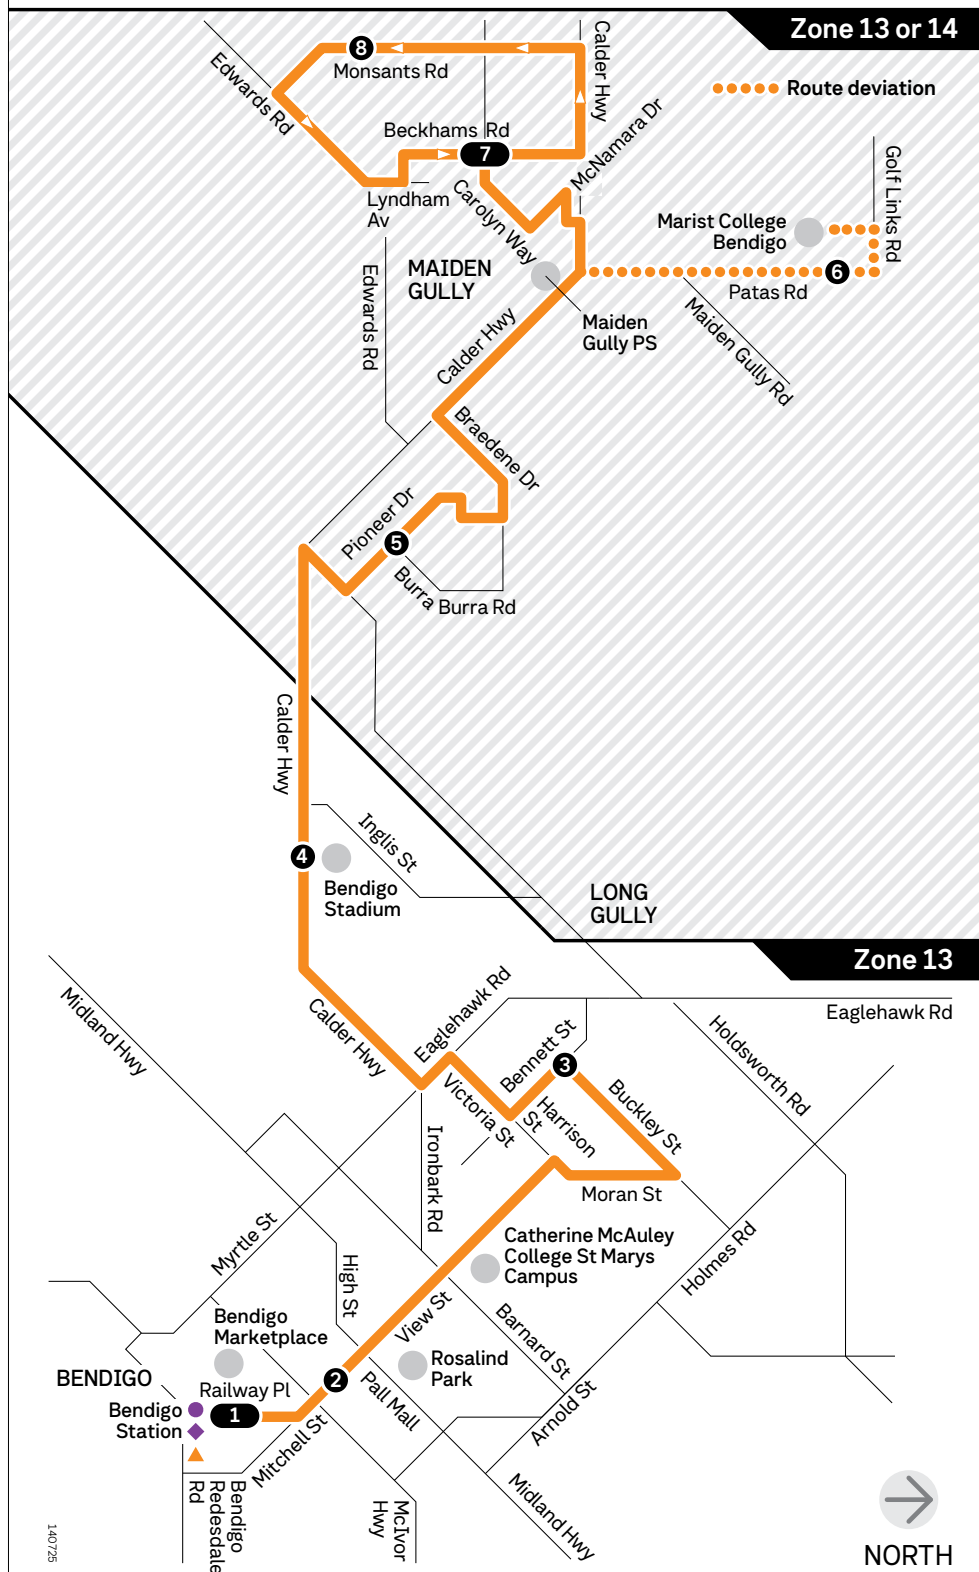 Zone 13 or 14
8
Monsants Rd
Calder Hwy
Route deviation
Edwards Rd
Beckhams Rd
7
McNamara Dr
Golf Links Rd
Lyndham
Av
Carolyn Way
Marist College
Bendigo
MAIDEN
GULLY
6
Patas Rd
Edwards Rd
Maiden
Gully PS
Maiden Gully Rd
Calder Hwy
Braedene Dr
Pioneer Dr
5
Burra
Burra Rd
Calder Hwy
Inglis St
4
Bendigo
Stadium
LONG
GULLY
Zone 13
Midland Hwy
Calder Hwy
Eaglehawk Rd
Eaglehawk Rd
Bennett St
3
Holdsworth Rd
Victoria St
Harrison
St
Buckley St
Ironbark Rd
Moran St
Myrtle St
High St
Catherine McAuley
College St Marys
Campus
Holmes Rd
View St
Barnard St
Bendigo
Marketplace
Rosalind
Park
BENDIGO
Railway Pl
2
Pall Mall
Arnold St
Bendigo
Station
1
Mitchell St
Bendigo
Redesdale
Rd
McIvor
Hwy
Midland Hwy
140725
NORTH